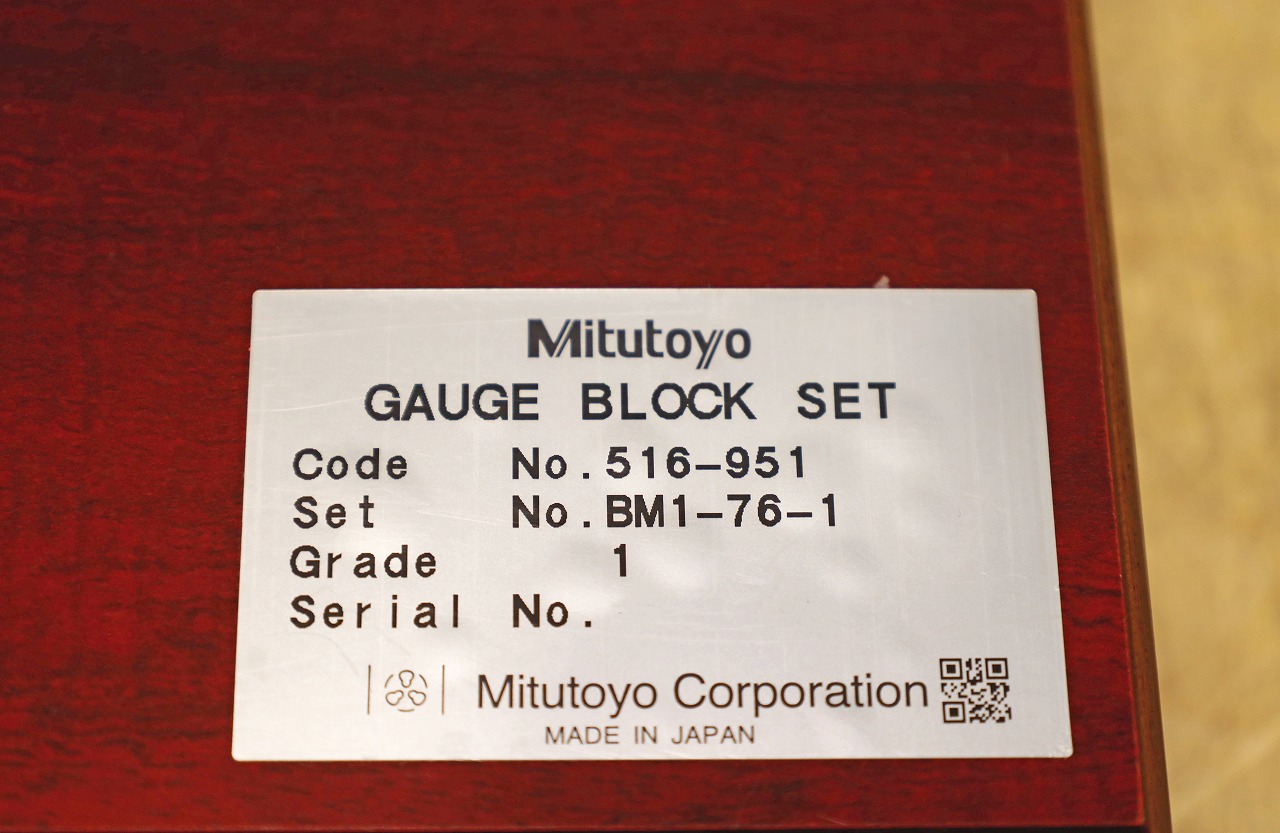 Mitutoyo
GAUGE BLOCK SET
Code No.516-951
Set No.BM1-76-1
Grade 1
Serial No.
Mitutoyo Corporation
MADE IN JAPAN